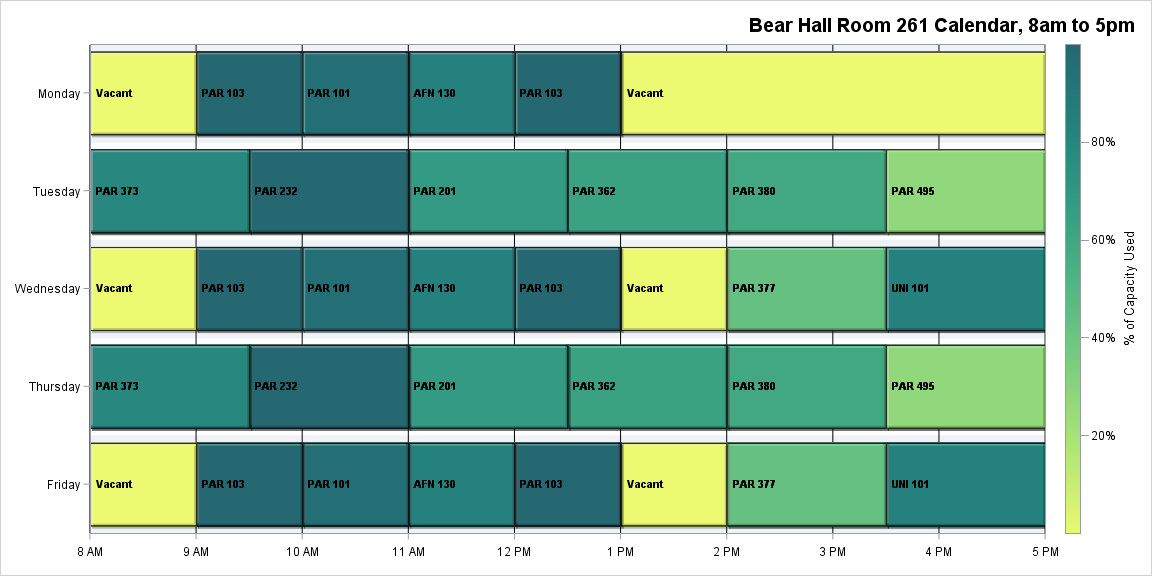 Bear Hall Room 261 Calendar, 8am to 5pm
Monday
Vacant
PAR 103
PAR 101
AFN 130
PAR 103
Vacant
Tuesday
PAR 373
PAR 232
PAR 201
PAR 362
PAR 380
PAR 495
Wednesday
Vacant
PAR 103
PAR 101
AFN 130
PAR 103
Vacant
PAR 377
UNI 101
Thursday
PAR 373
PAR 232
PAR 201
PAR 362
PAR 380
PAR 495
Friday
Vacant
PAR 103
PAR 101
AFN 130
PAR 103
Vacant
PAR 377
UNI 101
8 AM
9 AM
10 AM
11 AM
12 PM
1 PM
2 PM
3 PM
4 PM
5 PM
80%
60%
40%
20%
% of Capacity Used